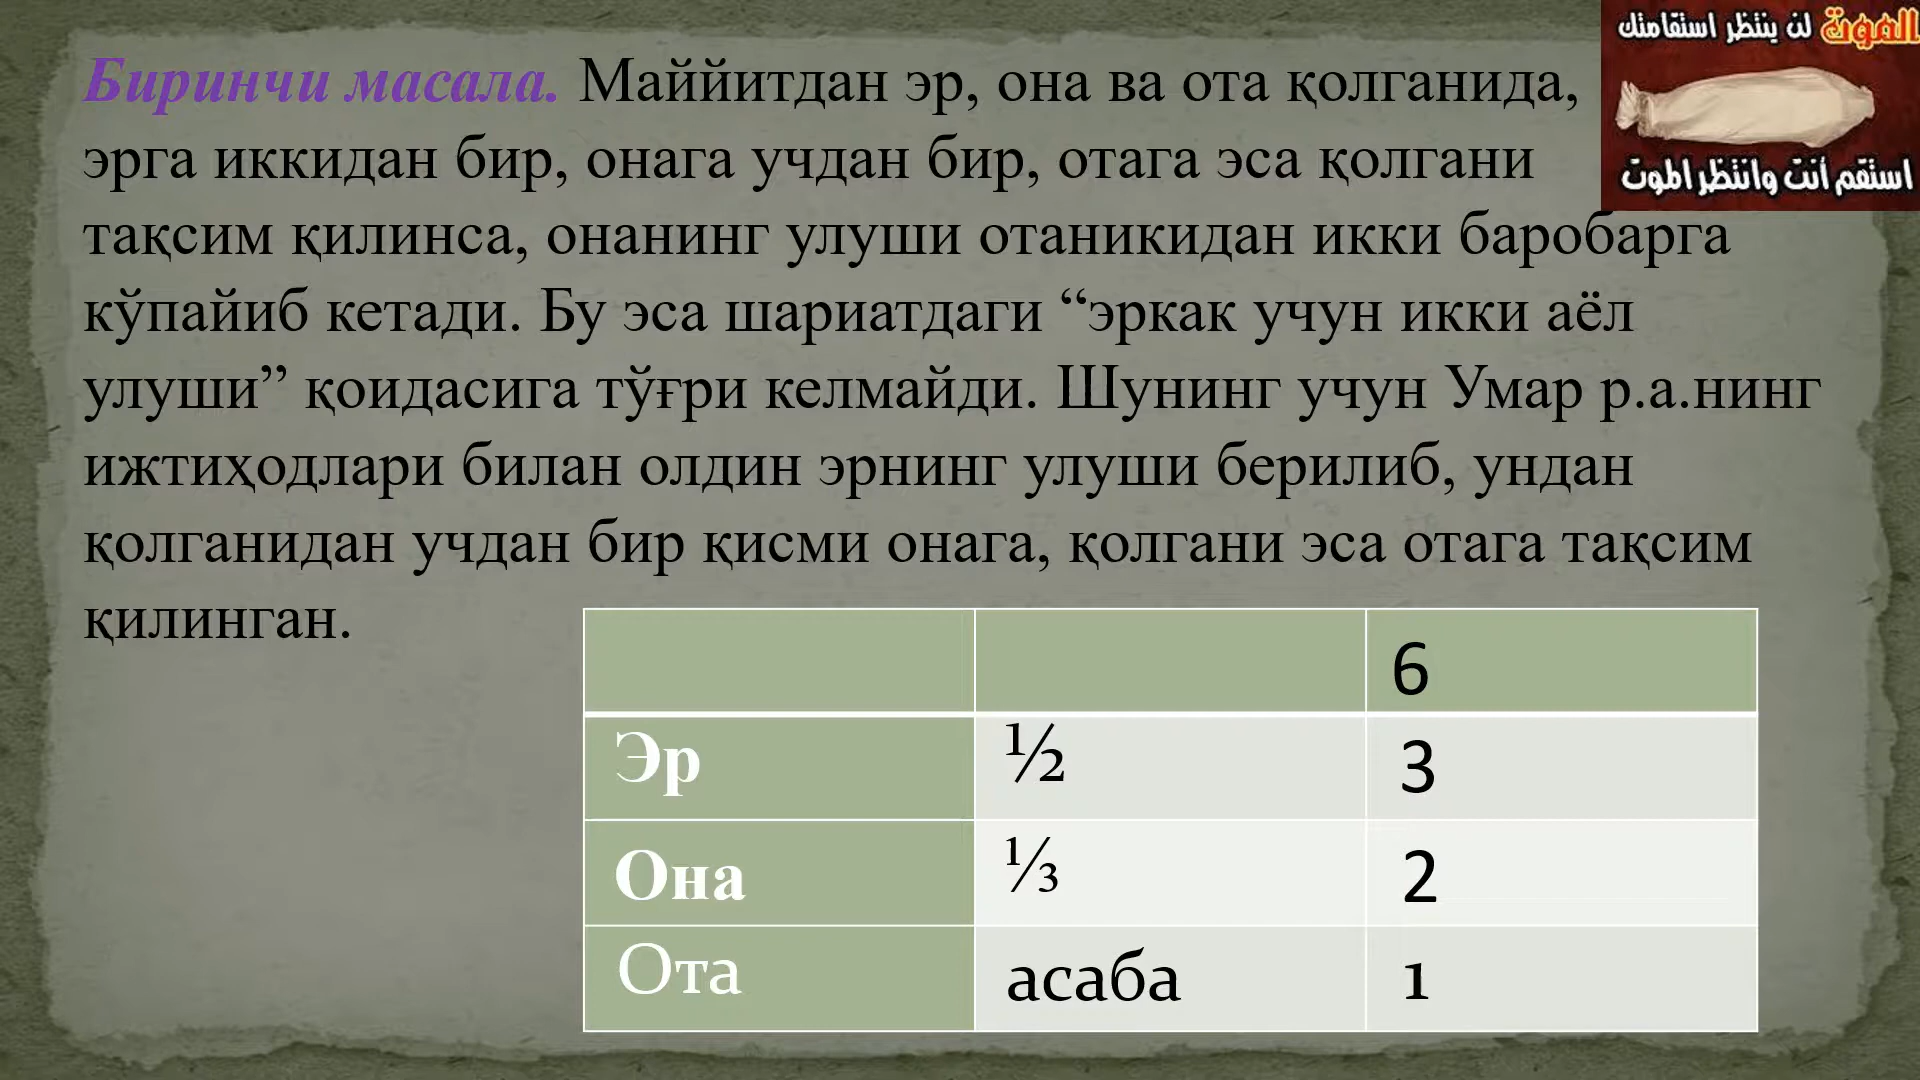 الموت لن ينتظر استقامتك
استقم أنت وانتظر الموت
Биринчи масала. Маййитдан эр, она ва ота қолганида,
эрга иккидан бир, онага учдан бир, отага эса қолгани
тақсим қилинса, онанинг улуши отаникидан икки баробарга
кўпайиб кетади. Бу эса шариатдаги “эркак учун икки аёл
улуши” қоидасига тўғри келмайди. Шунинг учун Умар р.а.нинг
ижтиҳодлари билан олдин эрнинг улуши берилиб, ундан
қолганидан учдан бир қисми онага, қолгани эса отага тақсим
қилинган.
6
Эр ½ 3
Она ⅓ 2
Ота асаба 1